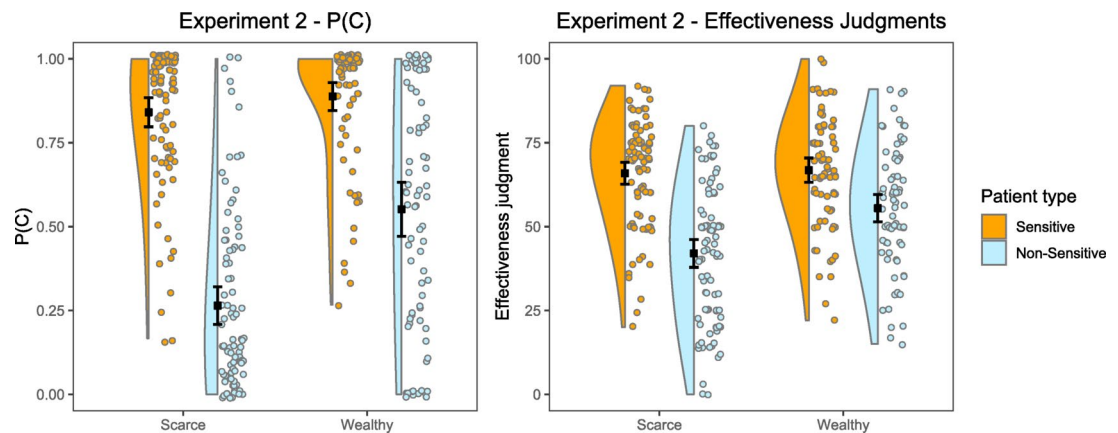 Experiment 2 - P(C)
P(C)
1.00
0.75
0.50
0.25
0.00
Scarce
Wealthy
Experiment 2 - Effectiveness Judgments
Effectiveness judgment
100
75
50
25
0
Scarce
Wealthy
Patient type
Sensitive
Non-Sensitive